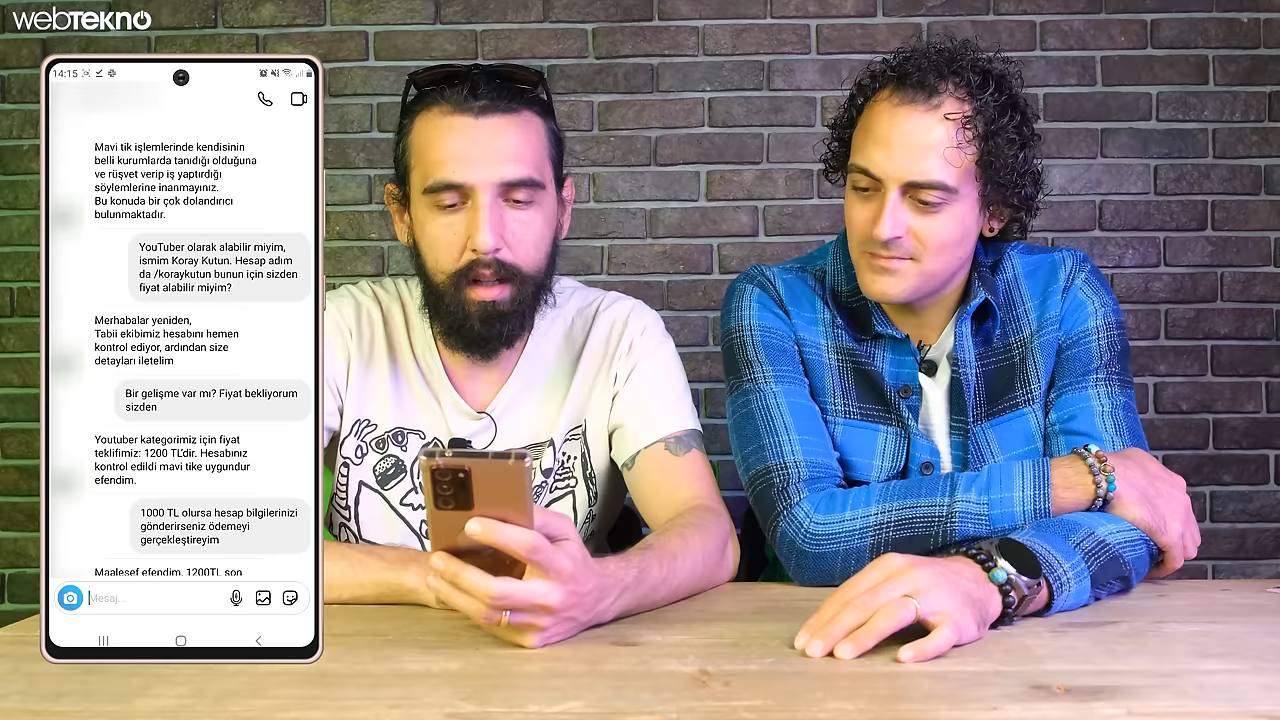 webTEKNO
14:15
Mavi tik işlemlerinde kendisinin
belli kurumlarda tanıdığı olduğuna
ve rüşvet verip iş yaptırdığı
söylemlerine inanmayınız.
Bu konuda bir çok dolandırıcı
bulunmaktadır.
YouTuber olarak alabilir miyim,
ismim Koray Kutun. Hesap adım
da /koraykutun bunun için sizden
fiyat alabilir miyim?
Merhabalar yeniden,
Tabii ekibimiz hesabını hemen
kontrol ediyor, ardından size
detayları iletelim
Bir gelişme var mı? Fiyat bekliyorum
sizden
Youtuber kategorimiz için fiyat
teklifimiz: 1200 TL'dir. Hesabınız
kontrol edildi mavi tike uygundur
efendim.
1000 TL olursa hesap bilgilerinizi
gönderirseniz ödemeyi
gerçekleştireyim
Maalesef efendim. 1200TL son
Mesaj...